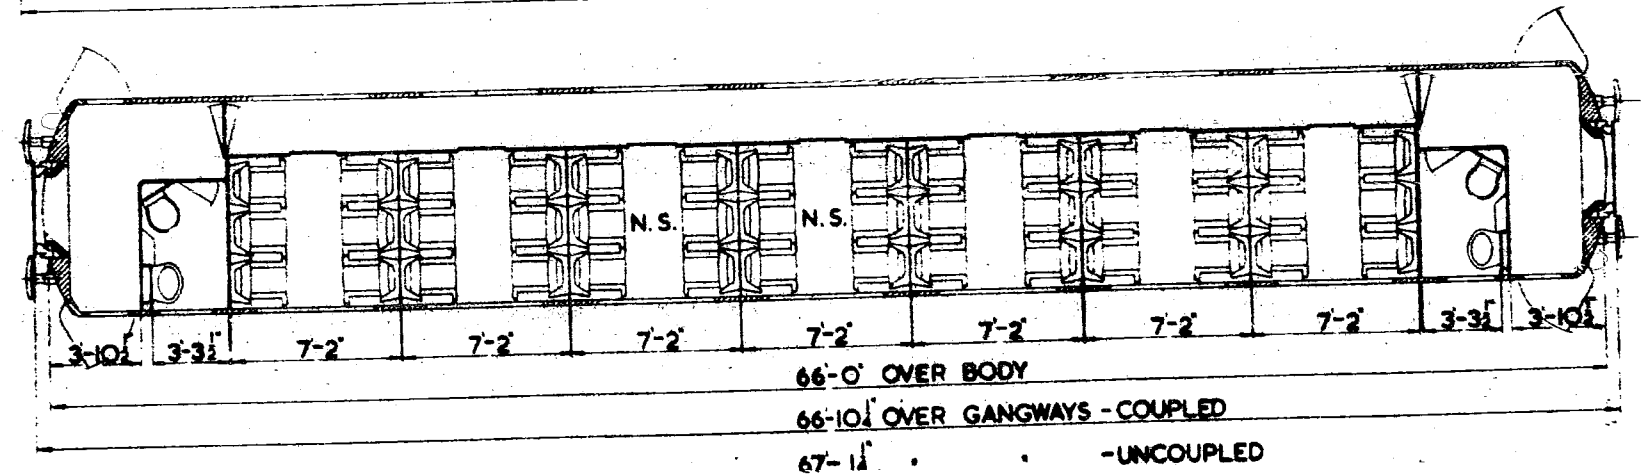 N.S. N.S.
3'-10½" 3'-3½" 7'-2" 7'-2" 7'-2" 7'-2" 7'-2" 7'-2" 7'-2" 3'-3½" 3'-10½"
66'-0" OVER BODY
66'-10¼" OVER GANGWAYS - COUPLED
67'-1¼" " " - UNCOUPLED